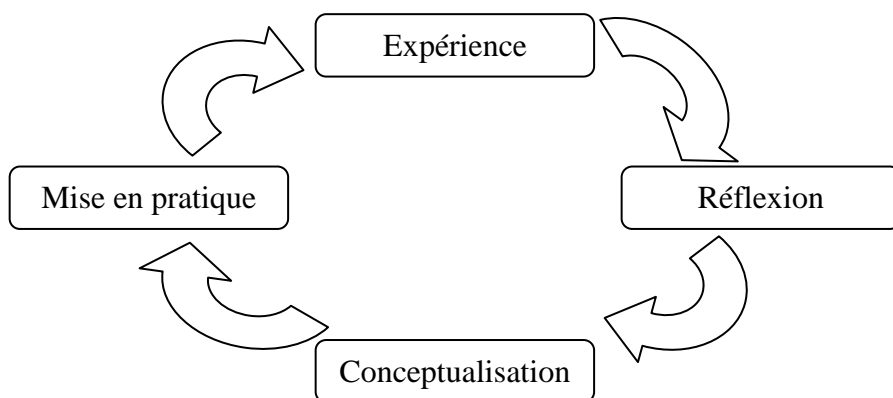 Expérience
Mise en pratique
Réflexion
Conceptualisation